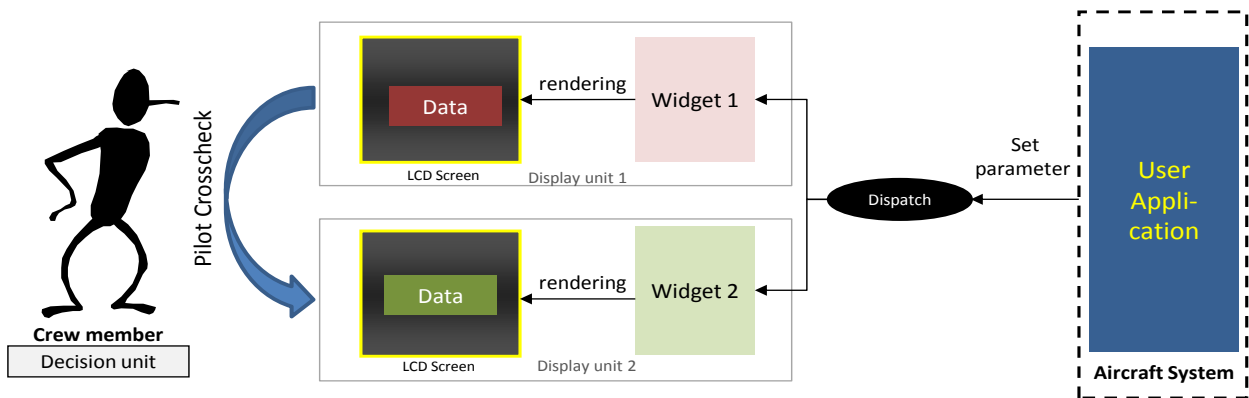 Pilot Crosscheck
Crew member
Decision unit
Data
LCD Screen
rendering
Widget 1
Display unit 1
Data
LCD Screen
rendering
Widget 2
Display unit 2
Dispatch
Set
parameter
User
Appli-
cation
Aircraft System